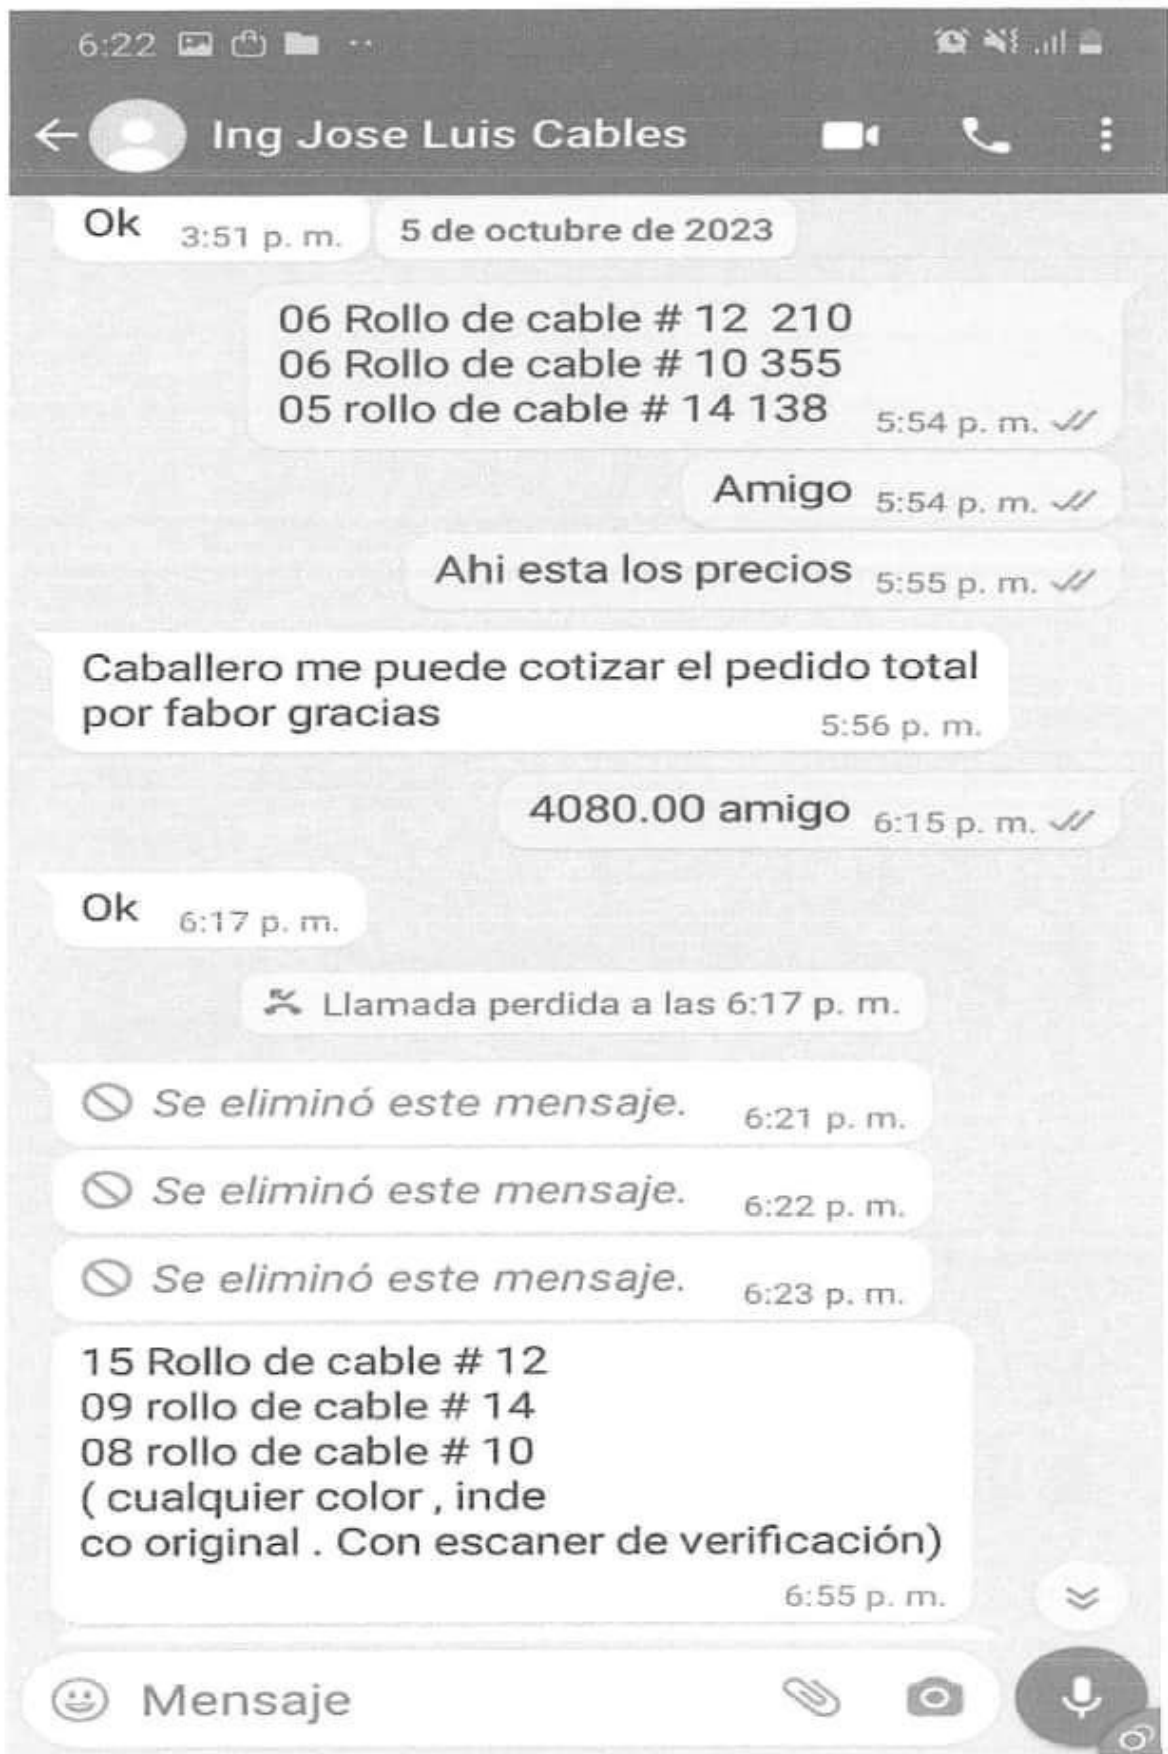 6:22
Ing Jose Luis Cables
Ok 3:51 p. m.
5 de octubre de 2023
06 Rollo de cable # 12 210
06 Rollo de cable # 10 355
05 rollo de cable # 14 138 5:54 p. m.
Amigo 5:54 p. m.
Ahi esta los precios 5:55 p. m.
Caballero me puede cotizar el pedido total
por fabor gracias 5:56 p. m.
4080.00 amigo 6:15 p. m.
Ok 6:17 p. m.
Llamada perdida a las 6:17 p. m.
Se eliminó este mensaje. 6:21 p. m.
Se eliminó este mensaje. 6:22 p. m.
Se eliminó este mensaje. 6:23 p. m.
15 Rollo de cable # 12
09 rollo de cable # 14
08 rollo de cable # 10
( cualquier color , inde
co original . Con escaner de verificación)
6:55 p. m.
Mensaje